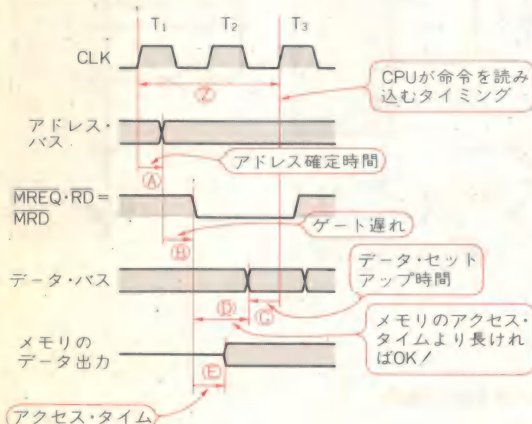 T₁ T₂ T₃
CLK
Ⓩ
CPUが命令を読み
込むタイミング
アドレス・
バス
Ⓐ
アドレス確定時間
MREQ・RD=
MRD
Ⓑ
ゲート遅れ
データ・セット
アップ時間
データ・バス
Ⓓ
Ⓒ
メモリのアクセス・
タイムより長けれ
ばOK!
メモリの
データ出力
Ⓔ
アクセス・タイム